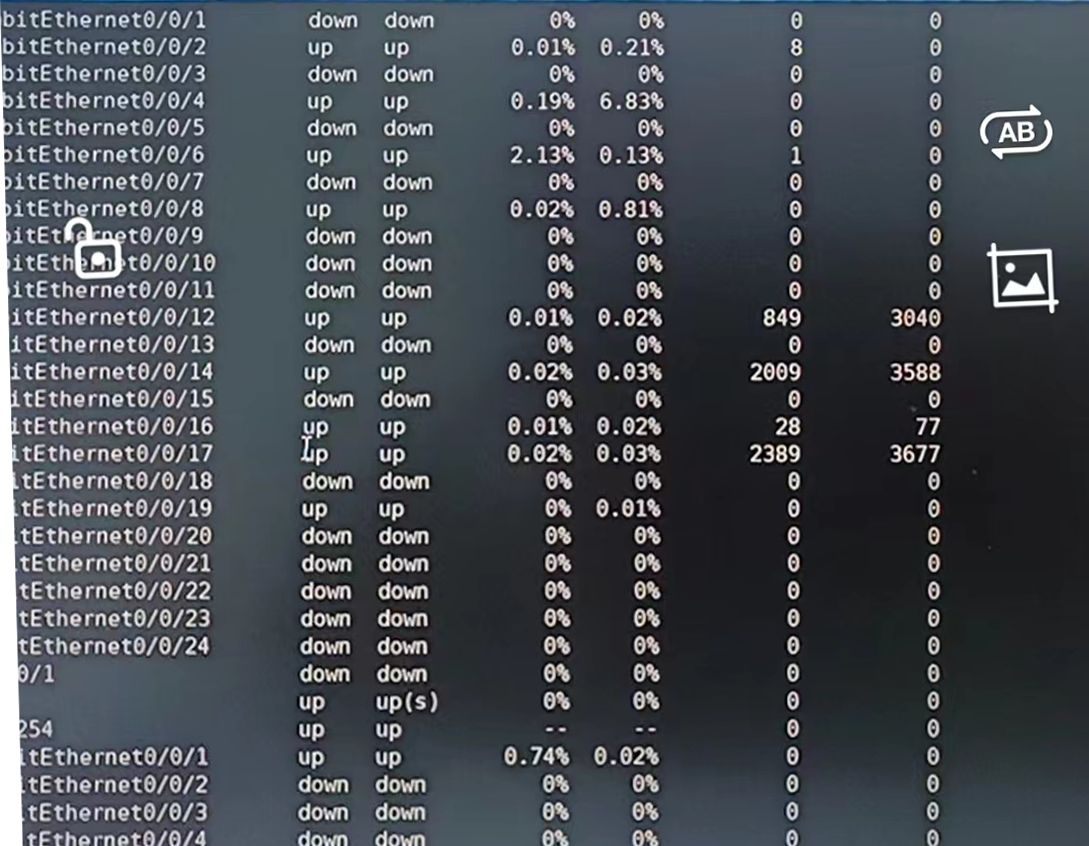 bitEthernet0/0/1 down down 0% 0% 0 0
bitEthernet0/0/2 up up 0.01% 0.21% 8 0
bitEthernet0/0/3 down down 0% 0% 0 0
bitEthernet0/0/4 up up 0.19% 6.83% 0 0
bitEthernet0/0/5 down down 0% 0% 0 0
bitEthernet0/0/6 up up 2.13% 0.13% 1 0
bitEthernet0/0/7 down down 0% 0% 0 0
bitEthernet0/0/8 up up 0.02% 0.81% 0 0
bitEthernet0/0/9 down down 0% 0% 0 0
bitEthernet0/0/10 down down 0% 0% 0 0
itEthernet0/0/11 down down 0% 0% 0 0
itEthernet0/0/12 up up 0.01% 0.02% 849 3040
itEthernet0/0/13 down down 0% 0% 0 0
itEthernet0/0/14 up up 0.02% 0.03% 2009 3588
itEthernet0/0/15 down down 0% 0% 0 0
itEthernet0/0/16 up up 0.01% 0.02% 28 77
itEthernet0/0/17 up up 0.02% 0.03% 2389 3677
itEthernet0/0/18 down down 0% 0% 0 0
itEthernet0/0/19 up up 0% 0.01% 0 0
itEthernet0/0/20 down down 0% 0% 0 0
itEthernet0/0/21 down down 0% 0% 0 0
itEthernet0/0/22 down down 0% 0% 0 0
tEthernet0/0/23 down down 0% 0% 0 0
tEthernet0/0/24 down down 0% 0% 0 0
0/1 down down 0% 0% 0 0
up up(s) 0% 0% 0 0
254 up up -- -- 0 0
itEthernet0/0/1 up up 0.74% 0.02% 0 0
itEthernet0/0/2 down down 0% 0% 0 0
itEthernet0/0/3 down down 0% 0% 0 0
tEthernet0/0/4 down down 0% 0% 0 0
AB